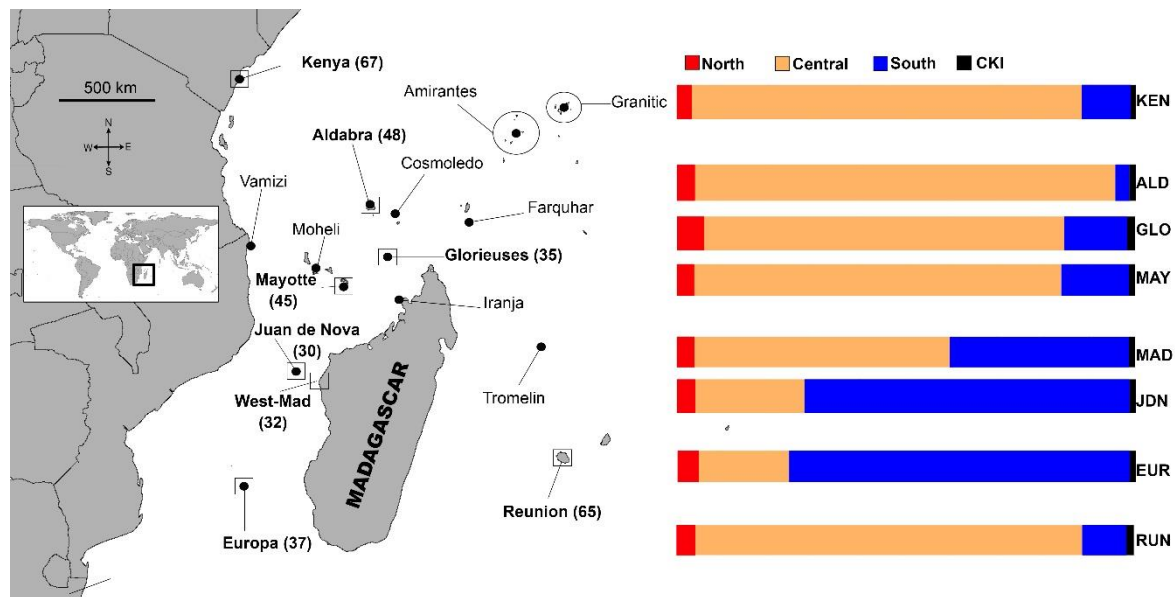 Kenya (67)
500 km
N
W
E
S
Amirantes
Granitic
Aldabra (48)
Cosmoledo
Vamizi
Farquhar
Moheli
Glorieuses (35)
Mayotte
(45)
Iranja
Juan de Nova
(30)
Tromelin
West-Mad
(32)
MADAGASCAR
Reunion (65)
Europa (37)
North Central South CKI
KEN
ALD
GLO
MAY
MAD
JDN
EUR
RUN